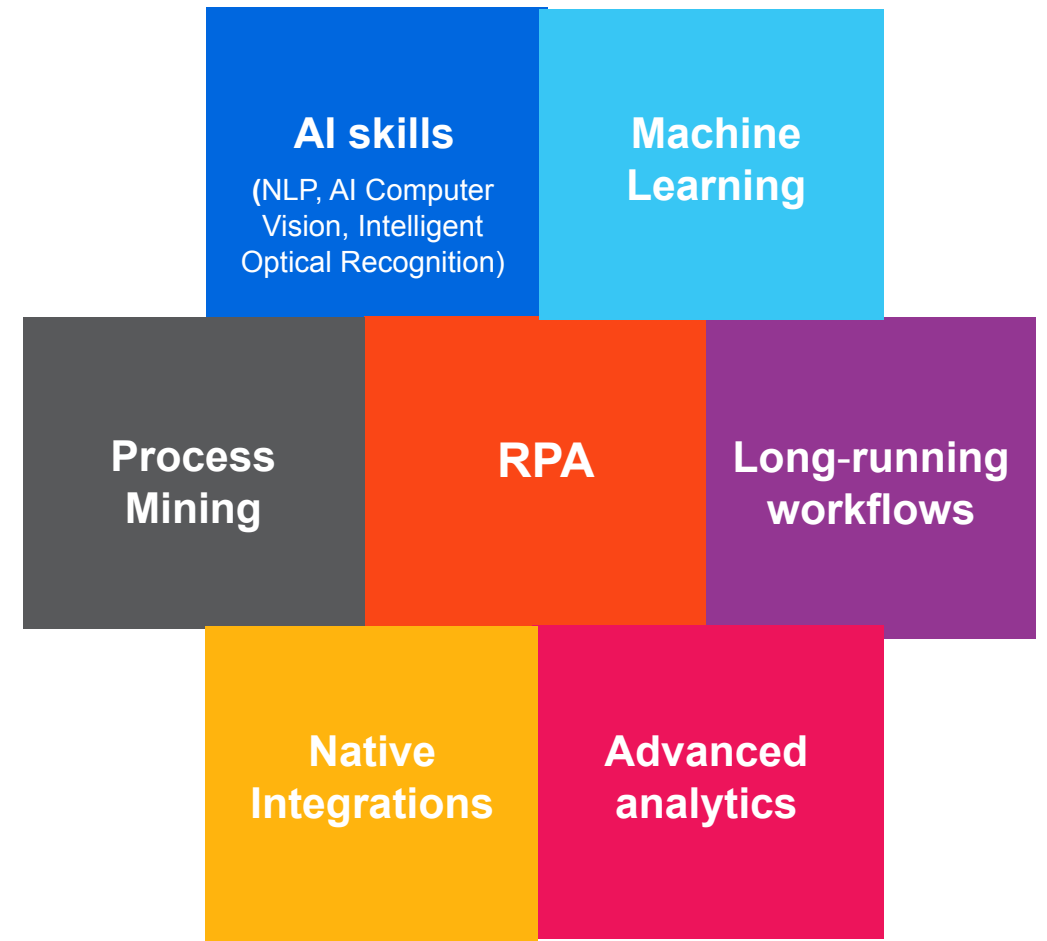 AI skills
(NLP, AI Computer
Vision, Intelligent
Optical Recognition)
Machine
Learning
Process
Mining
RPA
Long-running
workflows
Native
Integrations
Advanced
analytics